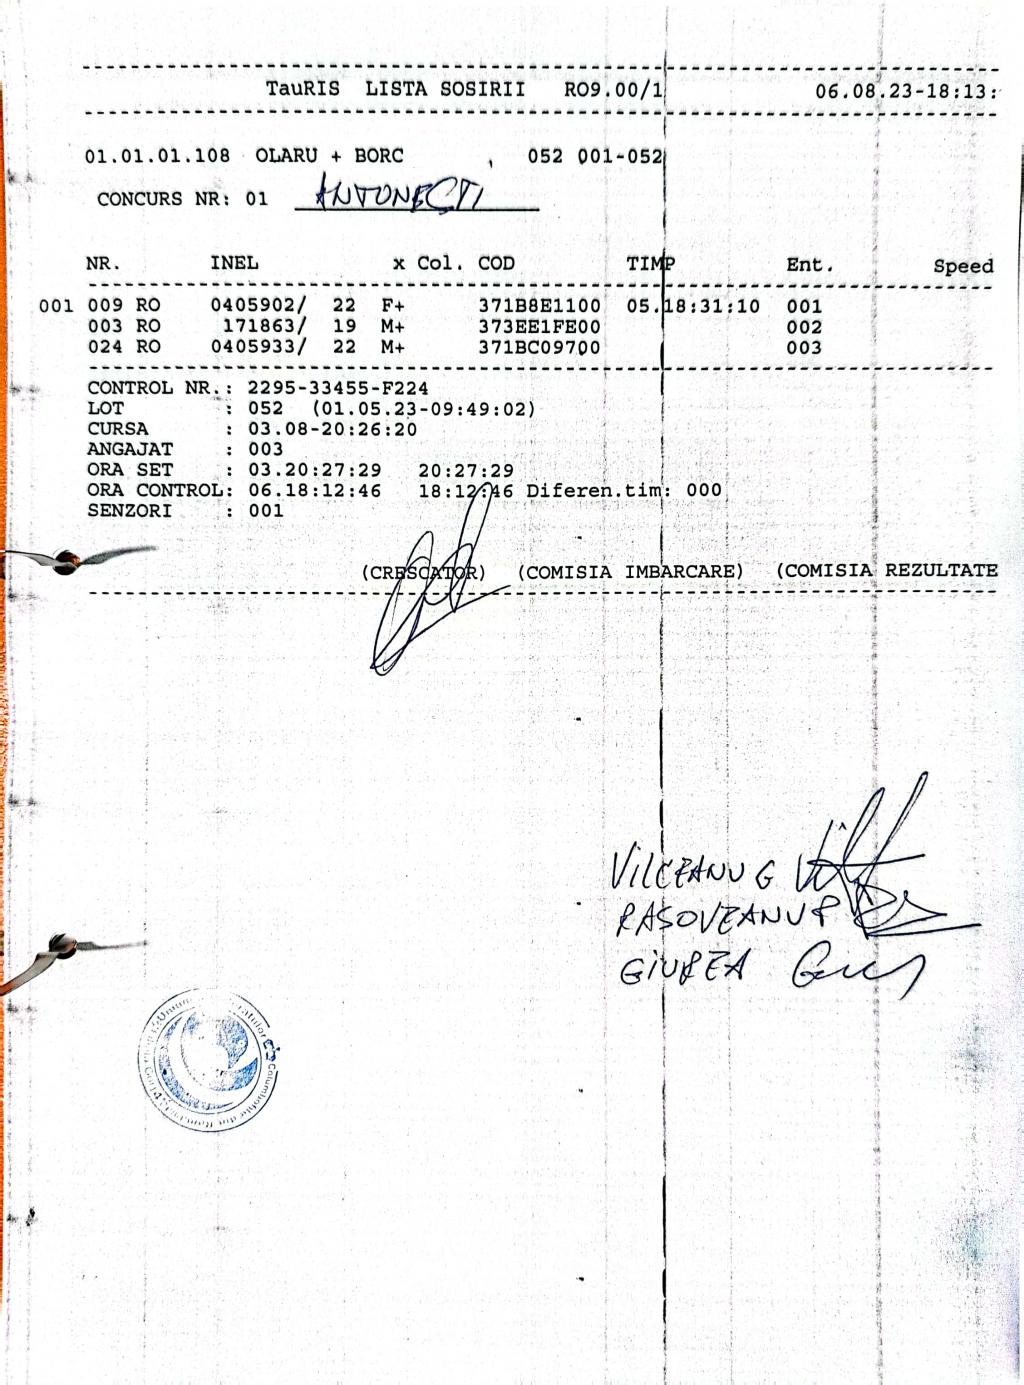 TauRIS LISTA SOSIRII RO9.00/1 06.08.23-18:13:
01.01.01.108 OLARU + BORC , 052 001-052
CONCURS NR: 01
NR. INEL x Col. COD TIMP Ent. Speed
001 009 RO 0405902/ 22 F+ 371B8E1100 05.18:31:10 001
003 RO 171863/ 19 M+ 373EE1FE00 002
024 RO 0405933/ 22 M+ 371BC09700 003
CONTROL NR.: 2295-33455-F224
LOT : 052 (01.05.23-09:49:02)
CURSA : 03.08-20:26:20
ANGAJAT : 003
ORA SET : 03.20:27:29 20:27:29
ORA CONTROL: 06.18:12:46 18:12:46 Diferen.tim: 000
SENZORI : 001
(CRESCATOR) (COMISIA IMBARCARE) (COMISIA REZULTATE
VILCEANU G
RASOVEANU
GIUREA